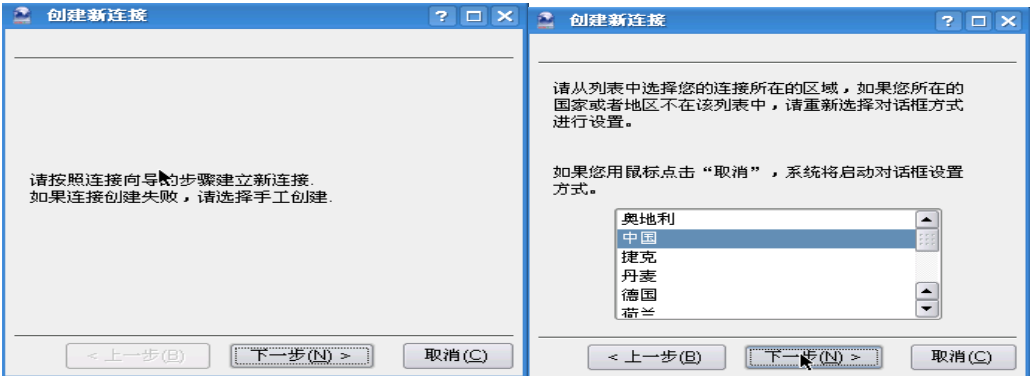 创建新连接
请按照连接向导的步骤建立新连接.
如果连接创建失败，请选择手工创建.
< 上一步(B)
下一步(N) >
取消(C)
创建新连接
请从列表中选择您的连接所在的区域，如果您所在的
国家或者地区不在该列表中，请重新选择对话框方式
进行设置。
如果您用鼠标点击“取消”，系统将启动对话框设置
方式。
奥地利
中国
捷克
丹麦
德国
荷兰
< 上一步(B)
下一步(N) >
取消(C)